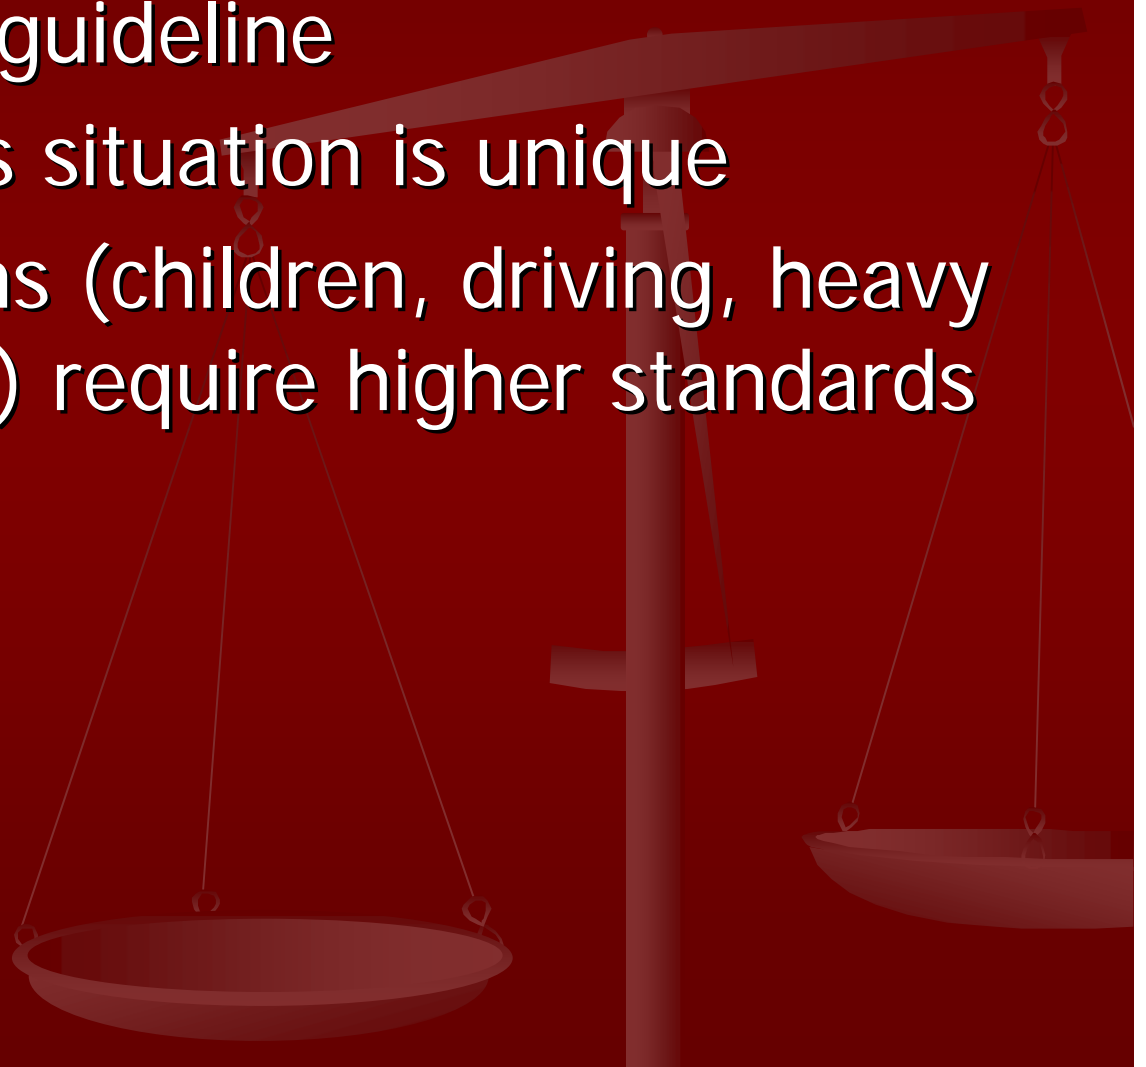 guideline
s situation is unique
ns (children, driving, heavy
) require higher standards